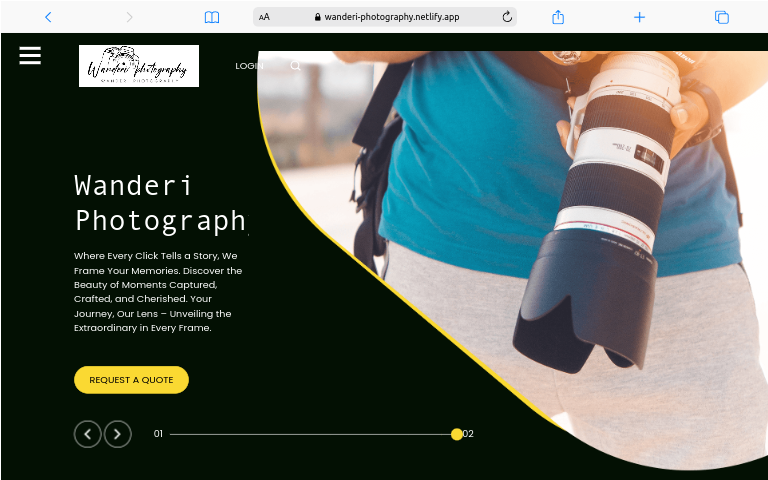 AA wanderi-photography.netlify.app
Wanderi photography
WANDER PHOTOGRAPHY
LOGIN
Wanderi
Photograph
Where Every Click Tells a Story, We
Frame Your Memories. Discover the
Beauty of Moments Captured,
Crafted, and Cherished. Your
Journey, Our Lens – Unveiling the
Extraordinary in Every Frame.
REQUEST A QUOTE
01
02